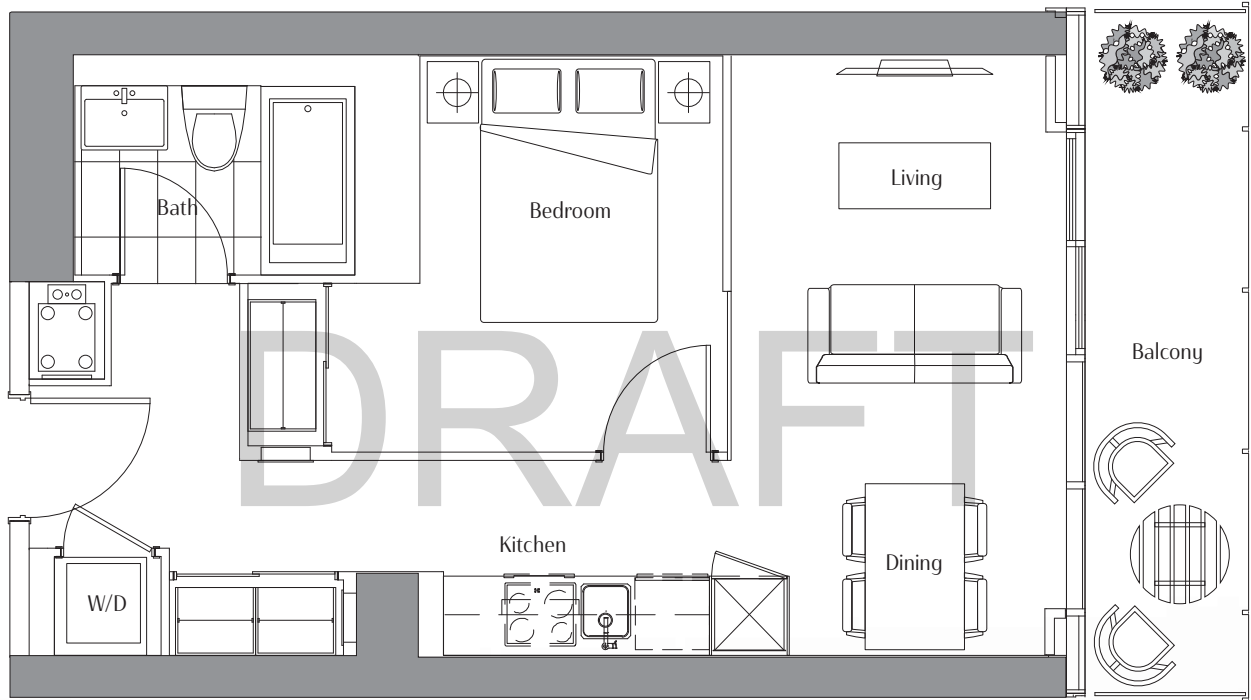 Living
Bath
Bedroom
DRAFT
Balcony
Kitchen
Dining
W/D